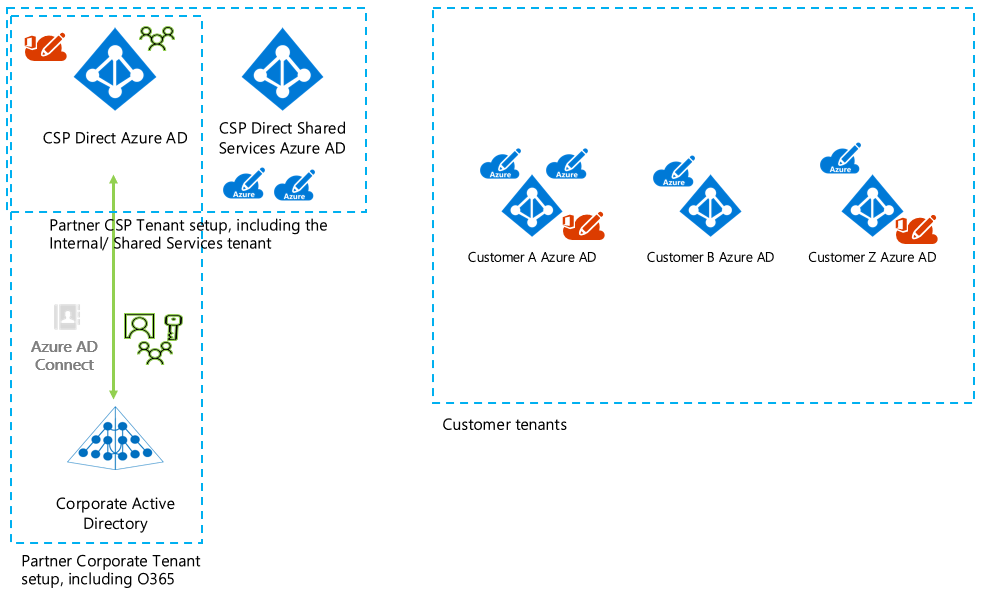 CSP Direct Azure AD
CSP Direct Shared
Services Azure AD
Azure
Azure
Partner CSP Tenant setup, including the
Internal/ Shared Services tenant
Azure AD
Connect
Corporate Active
Directory
Partner Corporate Tenant
setup, including O365
Azure
Azure
Customer A Azure AD
Azure
Customer B Azure AD
Azure
Customer Z Azure AD
Customer tenants